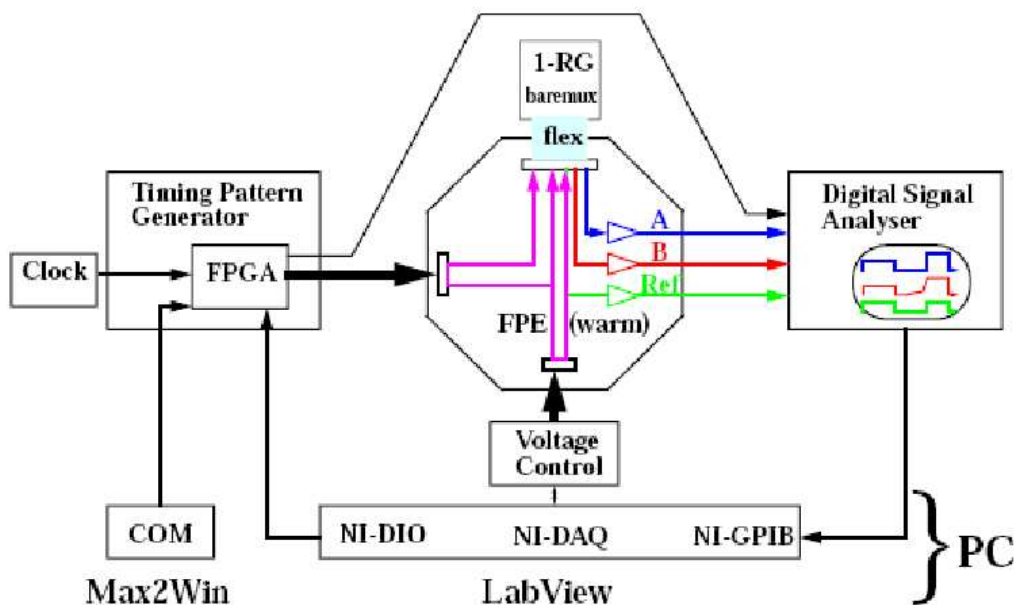 1-RG
baremux
flex
Timing Pattern
Generator
Digital Signal
Analyser
A
Clock
FPGA
B
Ref
FPE (warm)
Voltage
Control
COM
NI-DIO
NI-DAQ
NI-GPIB
PC
Max2Win
LabView